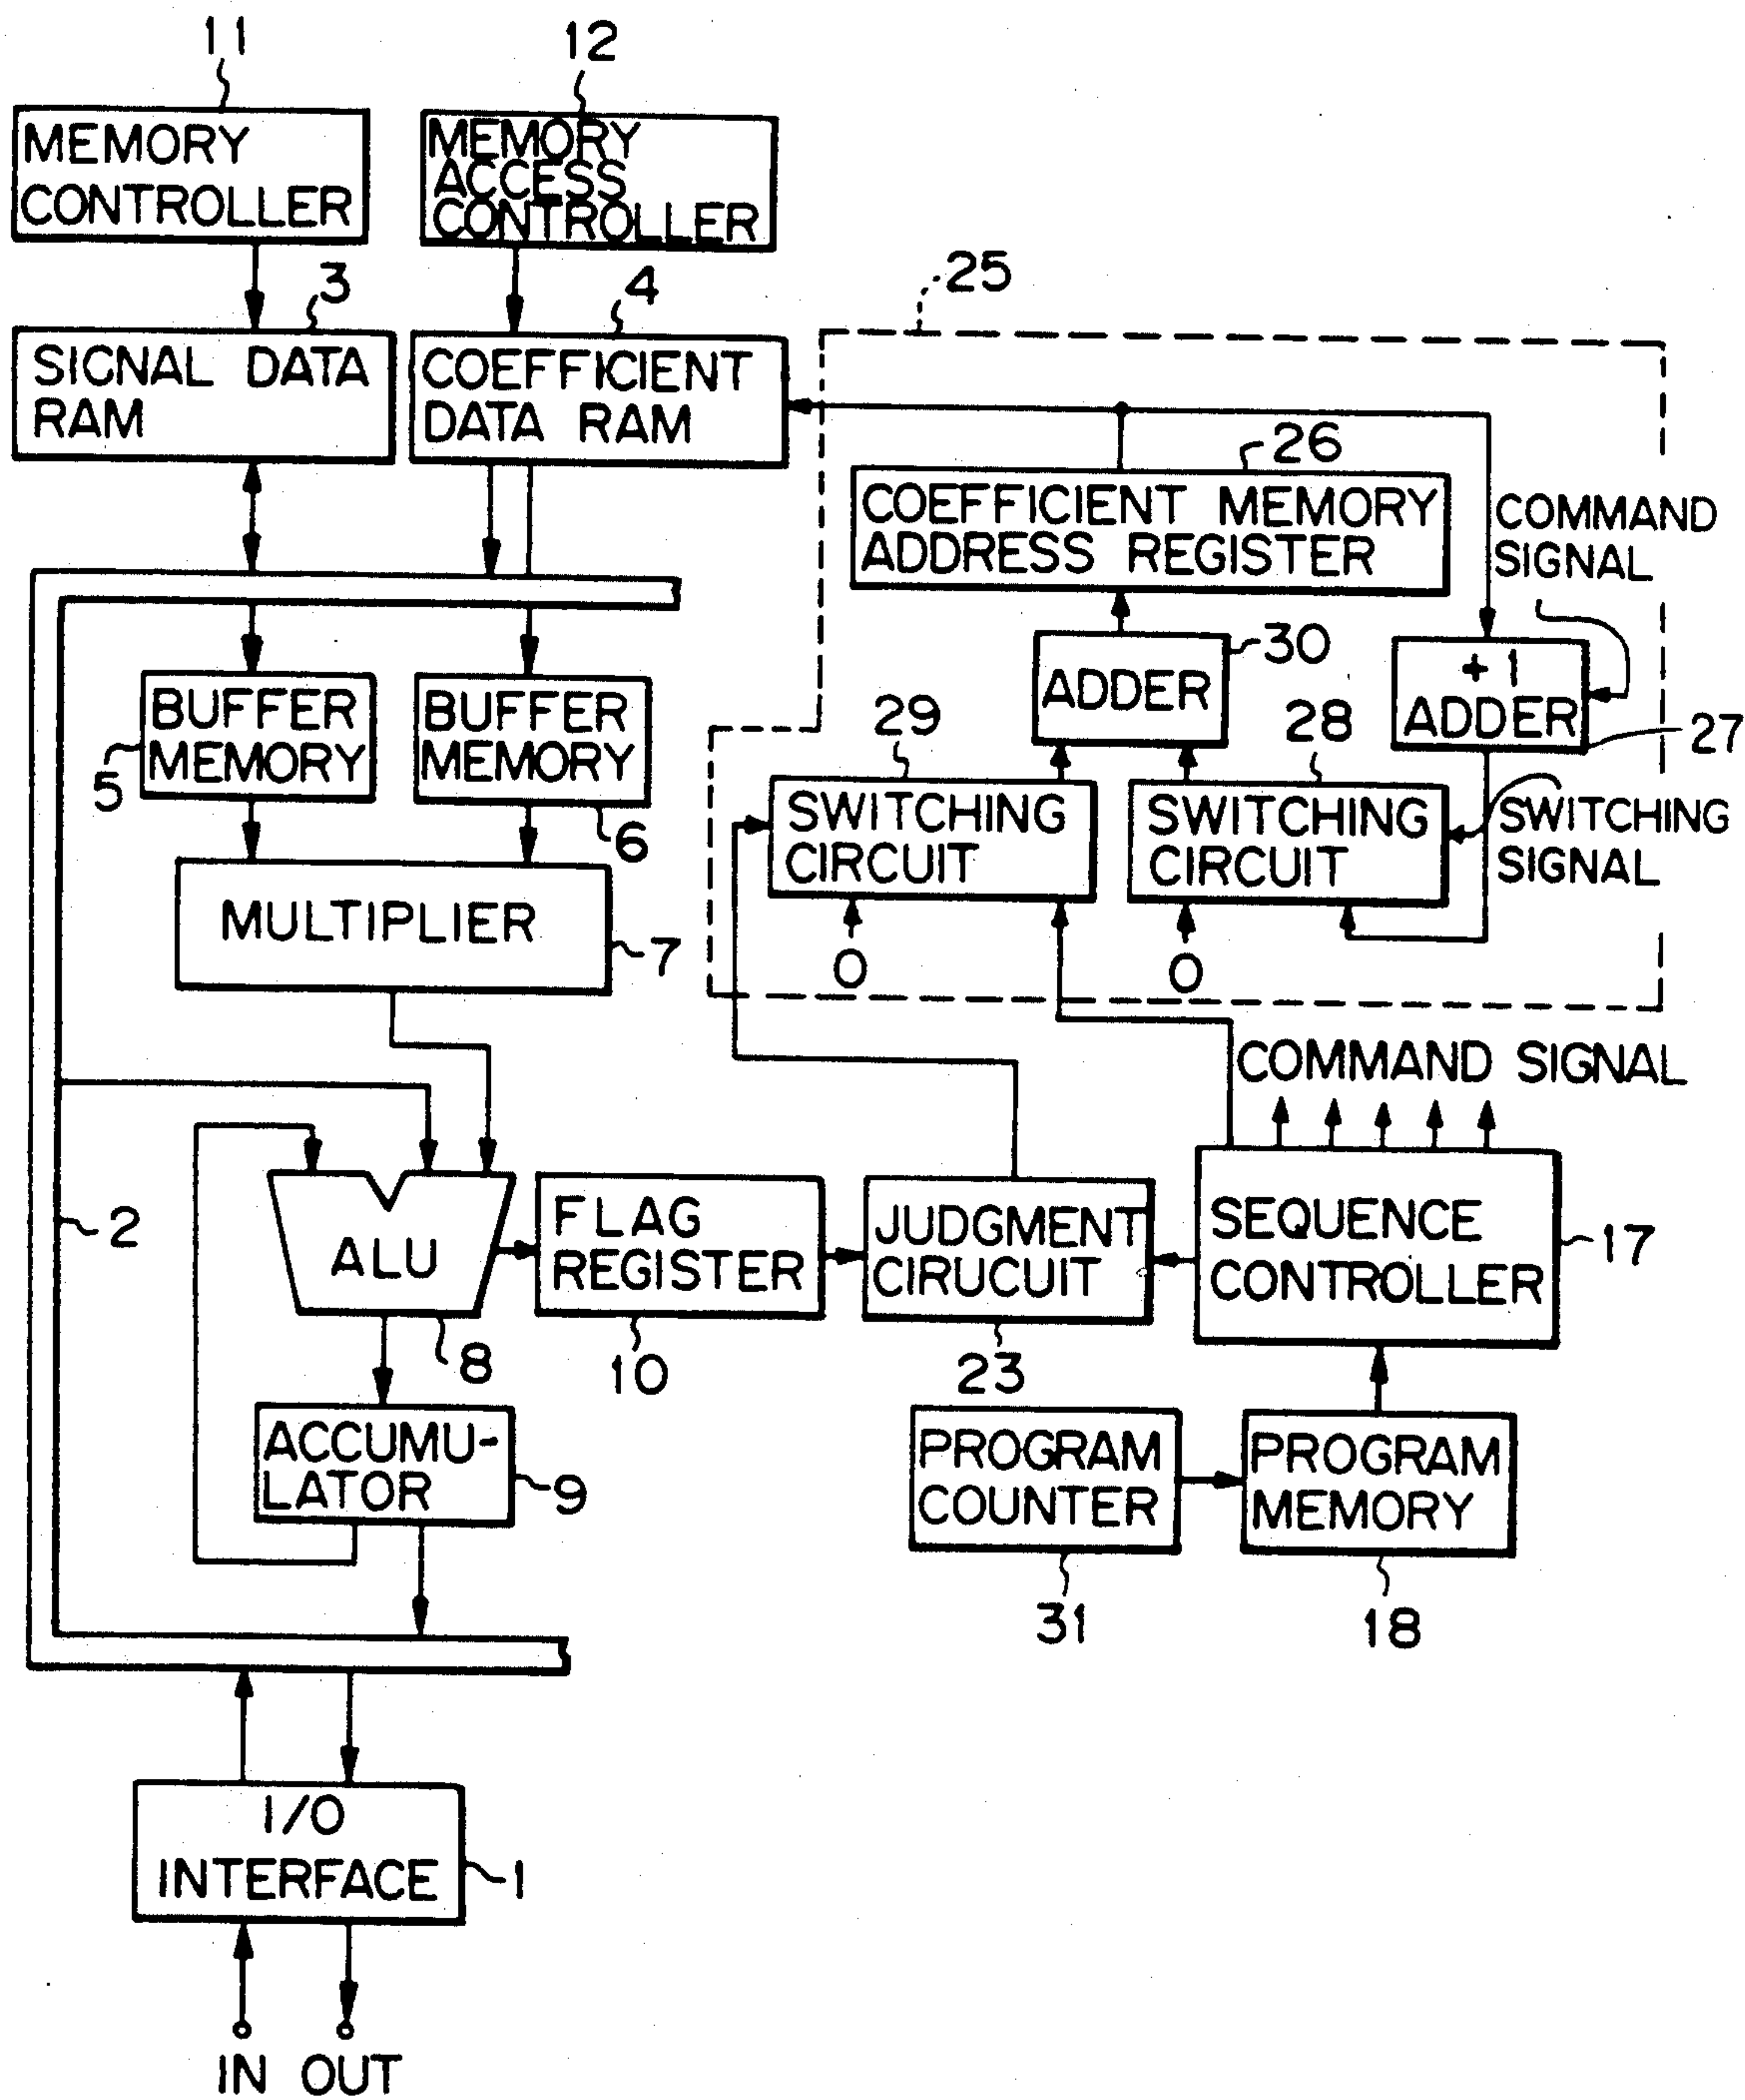 11
12
MEMORY
CONTROLLER
MEMORY
ACCESS
CONTROLLER
3
4
25
SIGNAL DATA
RAM
COEFFICIENT
DATA RAM
26
COEFFICIENT MEMORY
ADDRESS REGISTER
COMMAND
SIGNAL
30
ADDER
+1
ADDER
27
BUFFER
MEMORY
5
BUFFER
MEMORY
6
29
28
SWITCHING
CIRCUIT
SWITCHING
CIRCUIT
SWITCHING
SIGNAL
0
0
MULTIPLIER
7
COMMAND SIGNAL
2
ALU
8
FLAG
REGISTER
10
JUDGMENT
CIRUCUIT
23
SEQUENCE
CONTROLLER
17
ACCUMU-
LATOR
9
PROGRAM
COUNTER
31
PROGRAM
MEMORY
18
I/O
INTERFACE
1
IN OUT